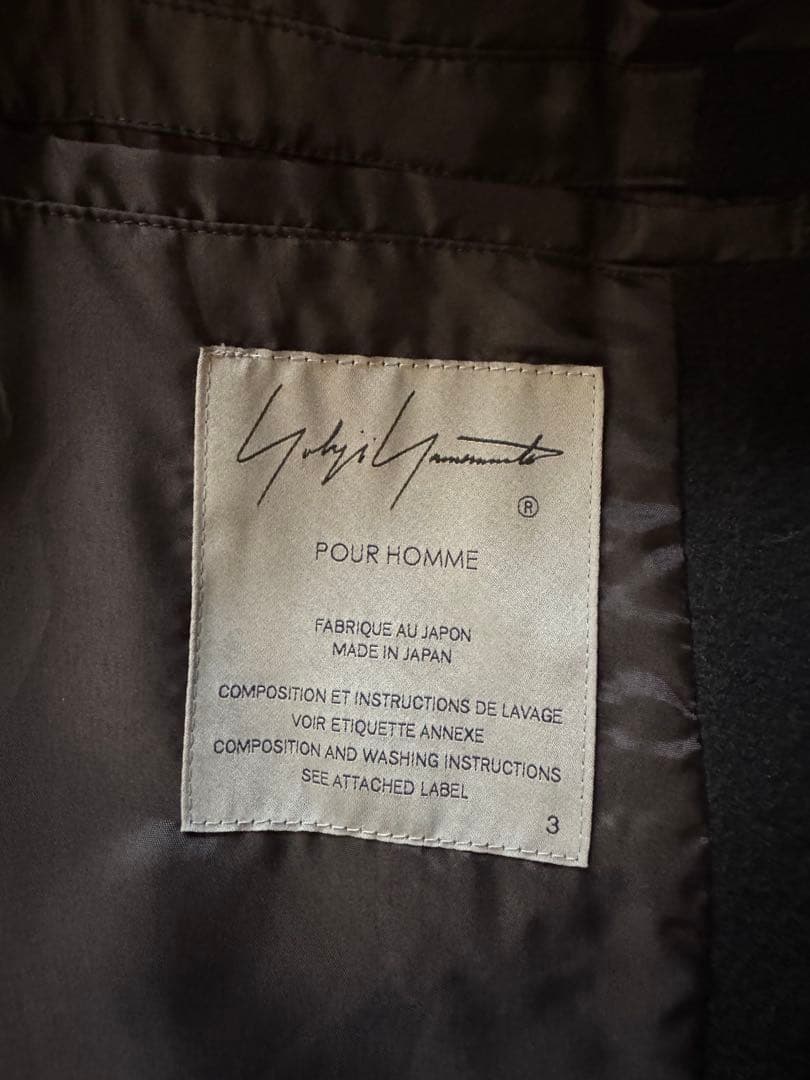 Yohji Yamamoto
®
POUR HOMME
FABRIQUE AU JAPON
MADE IN JAPAN
COMPOSITION ET INSTRUCTIONS DE LAVAGE
VOIR ETIQUETTE ANNEXE
COMPOSITION AND WASHING INSTRUCTIONS
SEE ATTACHED LABEL
3